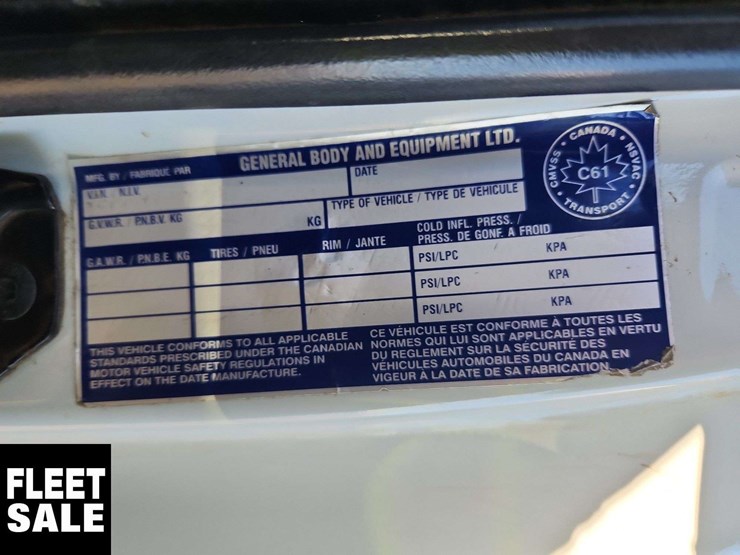 MFG. BY / FABRIQUÉ PAR GENERAL BODY AND EQUIPMENT LTD.
V.I.N. N.I.V. DATE
TYPE OF VEHICLE / TYPE DE VÉHICULE
G.V.W.R. / P.N.B.V. KG KG
CANADA
CMVSS NSVAC
C61
TRANSPORT
G.A.W.R. / P.N.B.E. KG TIRES / PNEU RIM / JANTE COLD INFL. PRESS. /
PRESS. DE GONF. A FROID
PSI/LPC KPA
PSI/LPC KPA
PSI/LPC KPA
THIS VEHICLE CONFORMS TO ALL APPLICABLE
STANDARDS PRESCRIBED UNDER THE CANADIAN
MOTOR VEHICLE SAFETY REGULATIONS IN
EFFECT ON THE DATE MANUFACTURE.
CE VÉHICULE EST CONFORME À TOUTES LES
NORMES QUI LUI SONT APPLICABLES EN VERTU
DU REGLEMENT SUR LA SÉCURITÉ DES
VÉHICULES AUTOMOBILES DU CANADA EN
VIGEUR À LA DATE DE SA FABRICATION.
FLEET
SALE